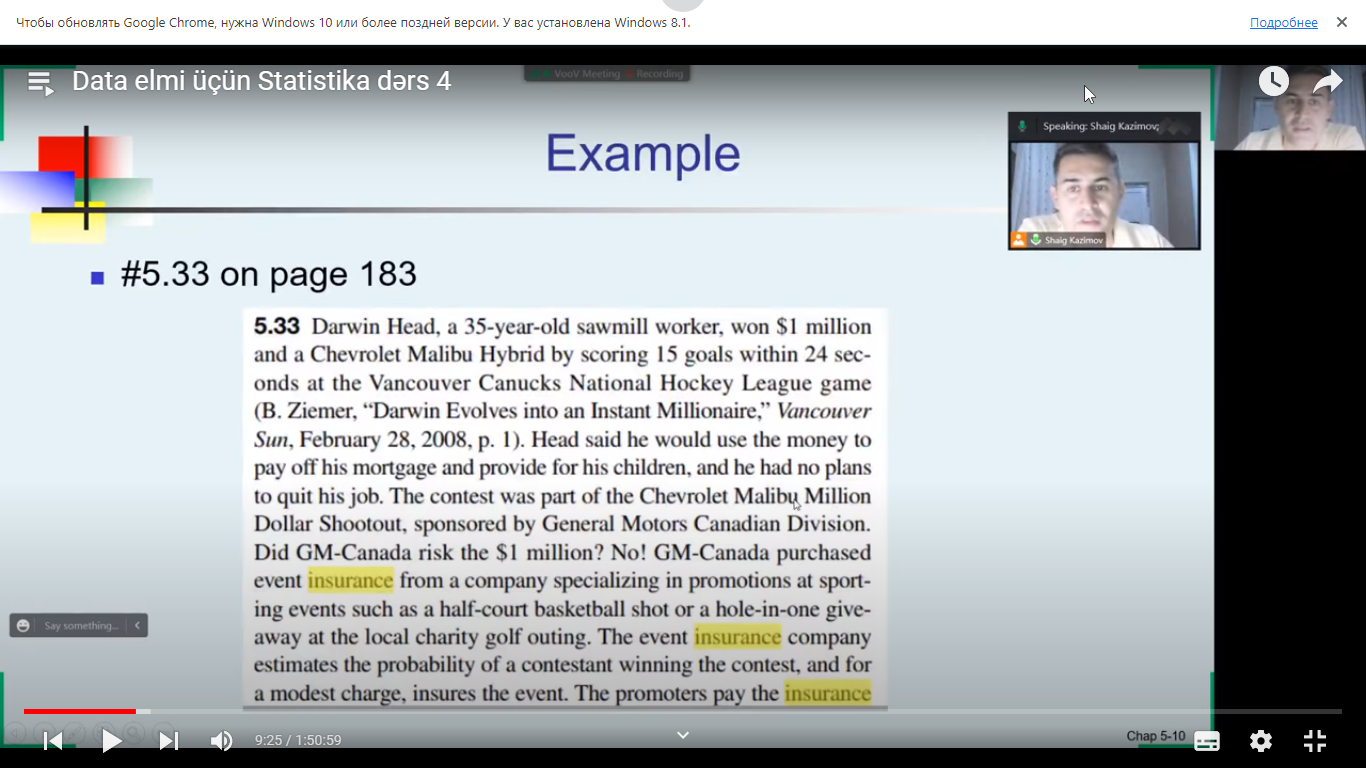 Чтобы обновлять Google Chrome, нужна Windows 10 или более поздней версии. У вас установлена Windows 8.1.
Подробнее
Data elmi üçün Statistika dərs 4
VooV Meeting Recording
Speaking: Shaig Kazimov;
Shaig Kazimov
Example
#5.33 on page 183
5.33 Darwin Head, a 35-year-old sawmill worker, won $1 million
and a Chevrolet Malibu Hybrid by scoring 15 goals within 24 sec-
onds at the Vancouver Canucks National Hockey League game
(B. Ziemer, “Darwin Evolves into an Instant Millionaire,” Vancouver
Sun, February 28, 2008, p. 1). Head said he would use the money to
pay off his mortgage and provide for his children, and he had no plans
to quit his job. The contest was part of the Chevrolet Malibu Million
Dollar Shootout, sponsored by General Motors Canadian Division.
Did GM-Canada risk the $1 million? No! GM-Canada purchased
event insurance from a company specializing in promotions at sport-
ing events such as a half-court basketball shot or a hole-in-one give-
away at the local charity golf outing. The event insurance company
estimates the probability of a contestant winning the contest, and for
a modest charge, insures the event. The promoters pay the insurance
Say something...
9:25 / 1:50:59
Chap 5-10